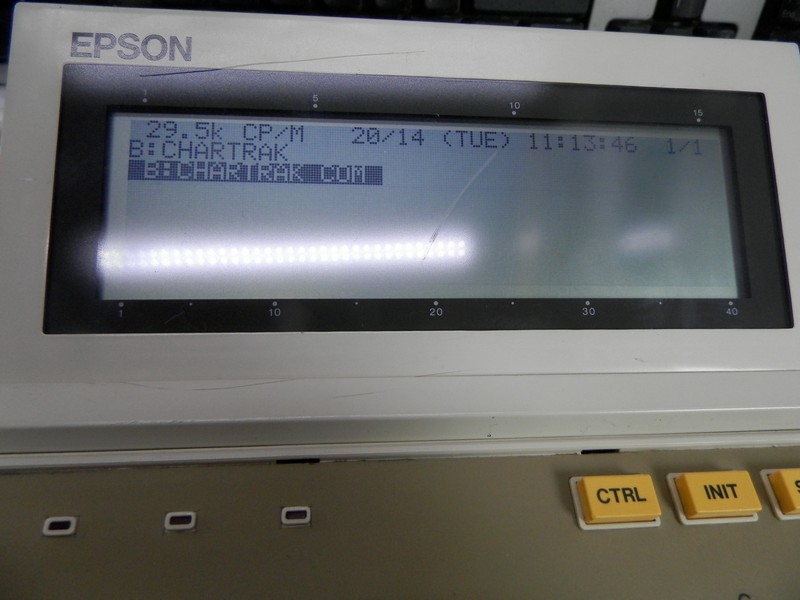 EPSON
1 5 10 15
29.5k CP/M 20/14 (TUE) 11:13:46 1/1
B:CHARTRAK
B:CHARTRAK COM
1 10 20 30 40
CTRL INIT